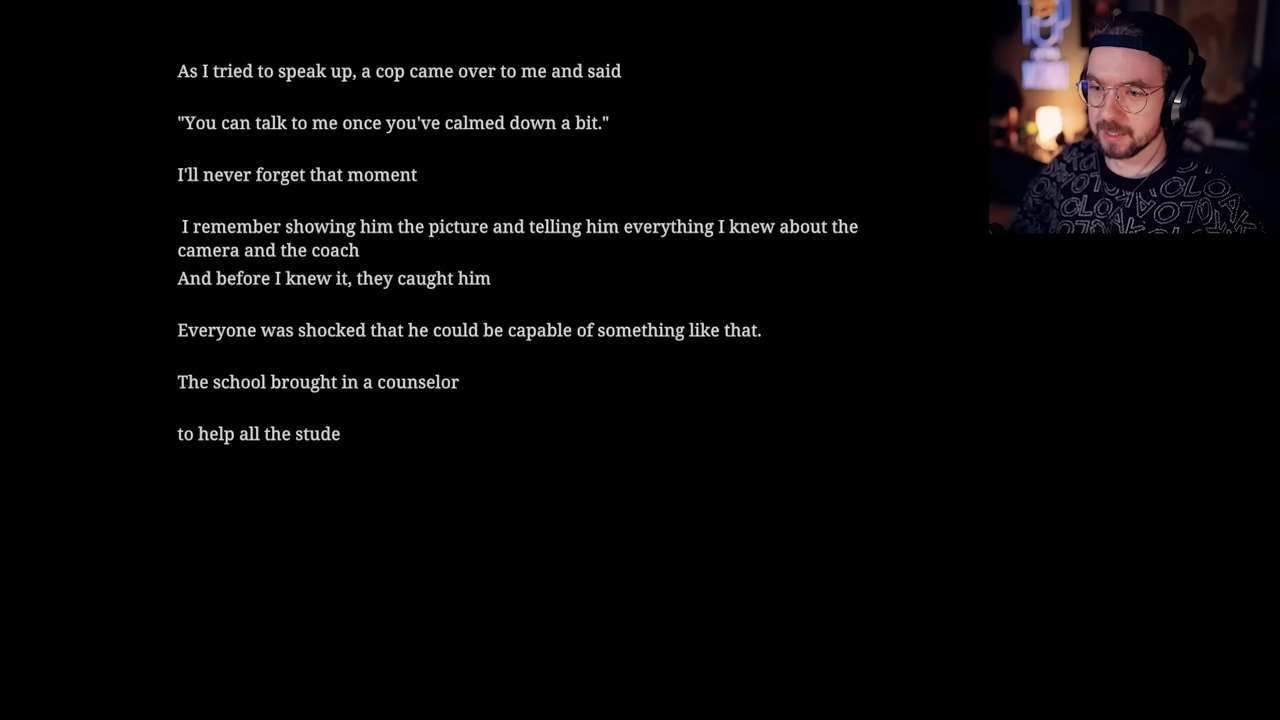 As I tried to speak up, a cop came over to me and said
"You can talk to me once you've calmed down a bit."
I'll never forget that moment
I remember showing him the picture and telling him everything I knew about the
camera and the coach
And before I knew it, they caught him
Everyone was shocked that he could be capable of something like that.
The school brought in a counselor
to help all the stude